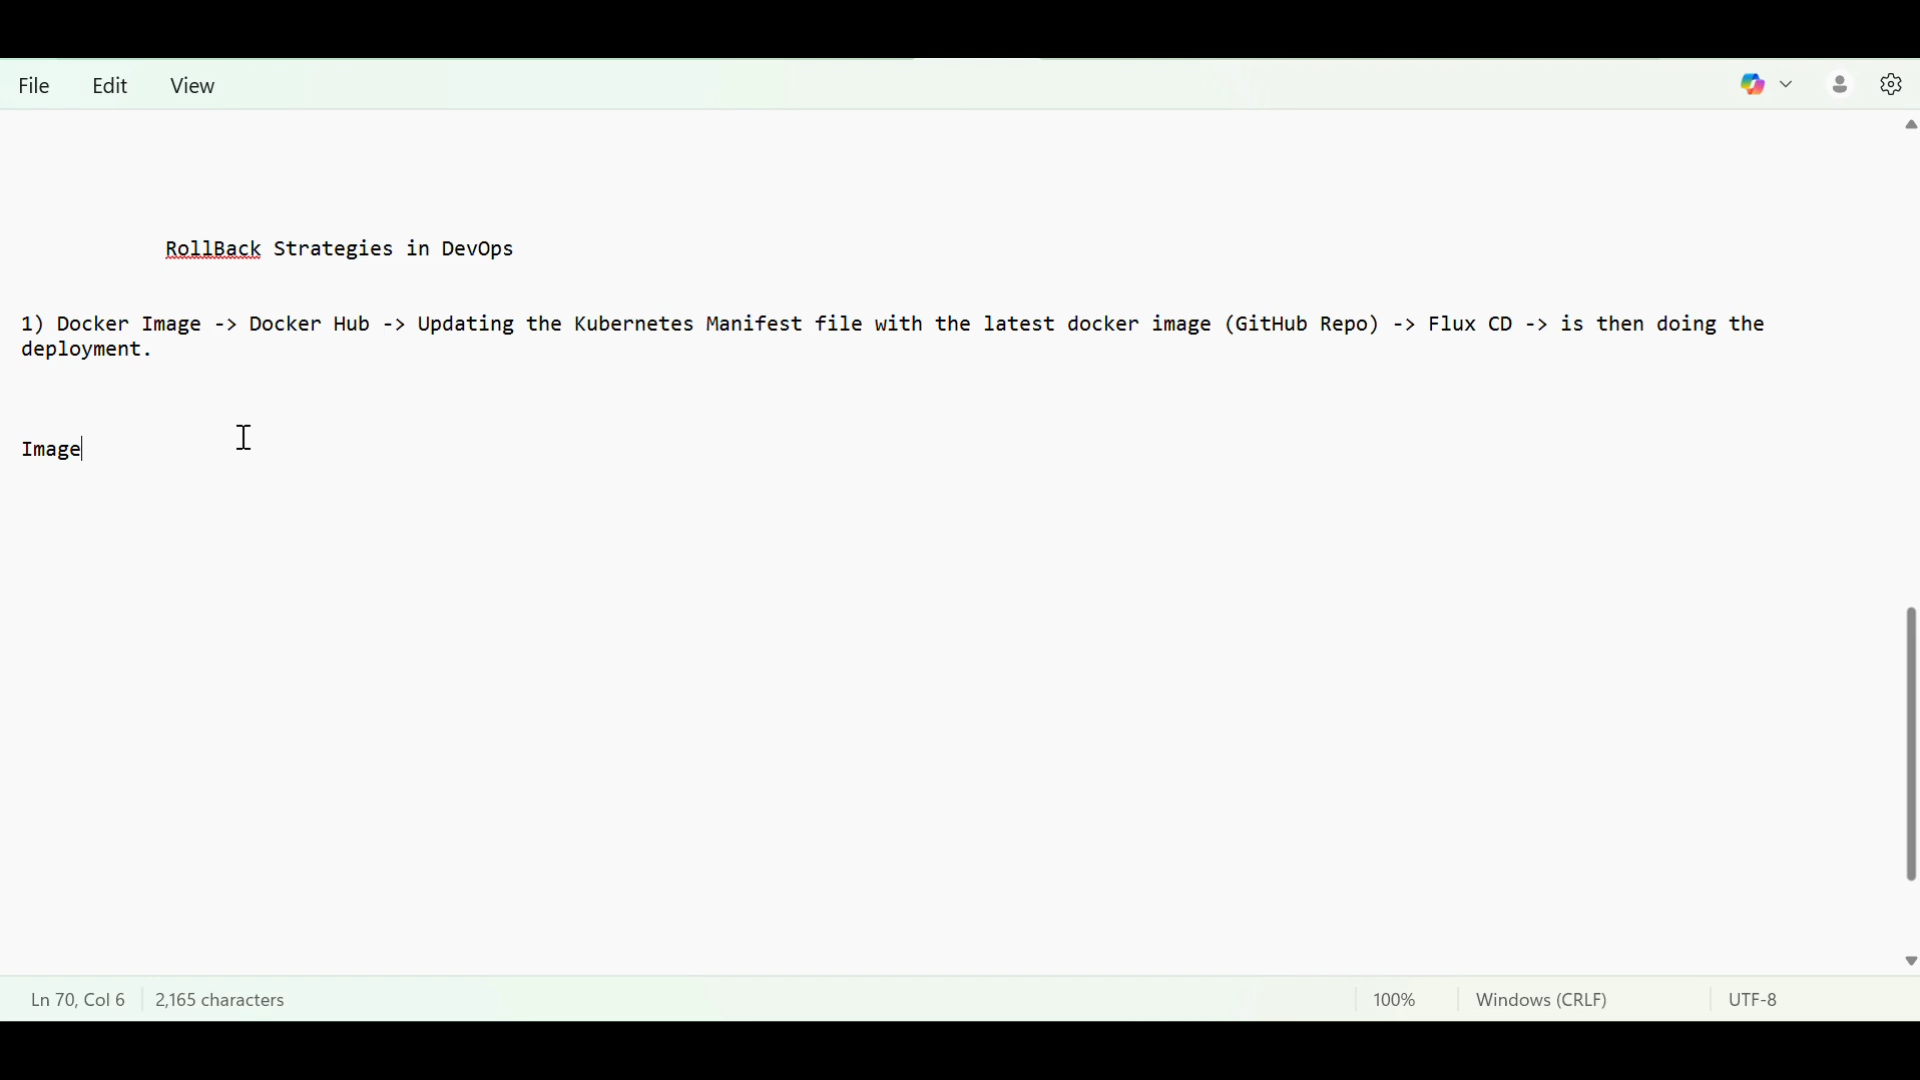 File Edit View
RollBack Strategies in DevOps
1) Docker Image -> Docker Hub -> Updating the Kubernetes Manifest file with the latest docker image (GitHub Repo) -> Flux CD -> is then doing the
deployment.
Image
Ln 70, Col 6 2,165 characters 100% Windows (CRLF) UTF-8